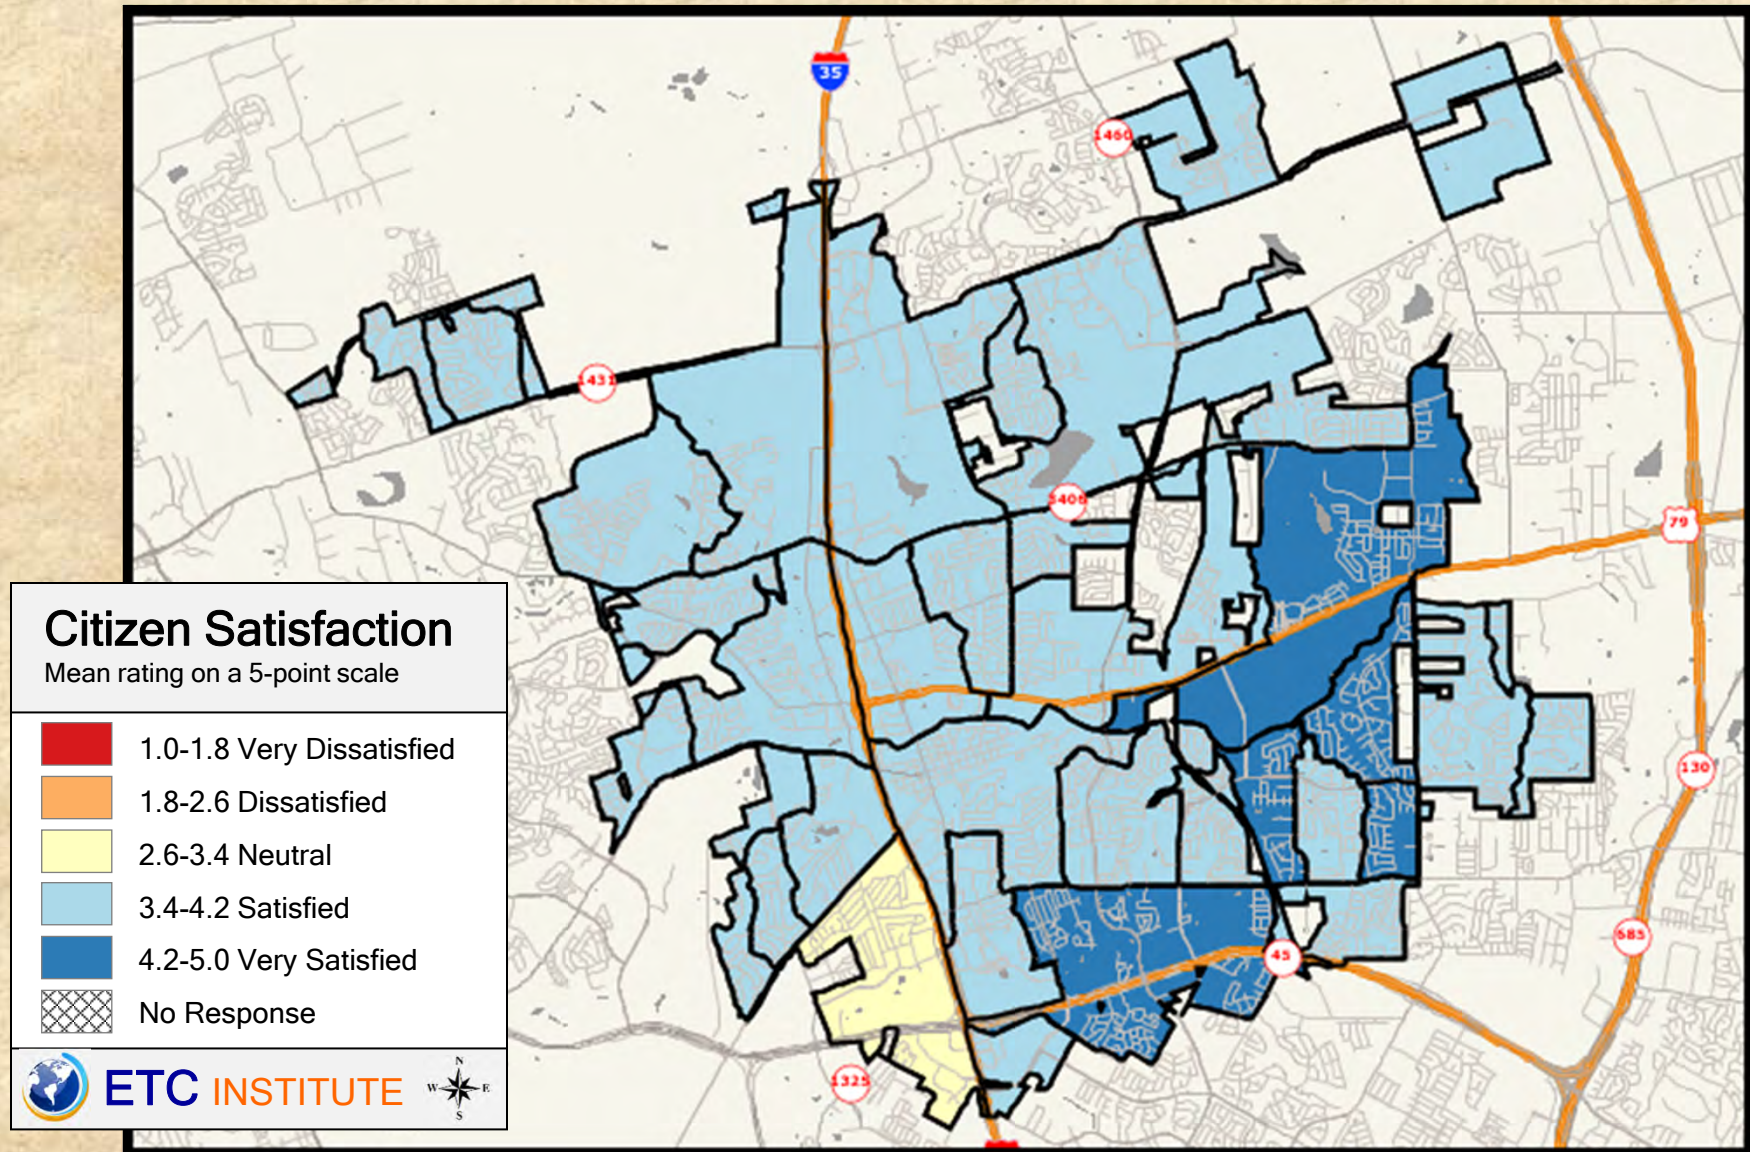 35
1460
1431
3406
79
Citizen Satisfaction
Mean rating on a 5-point scale
1.0-1.8 Very Dissatisfied
1.8-2.6 Dissatisfied
2.6-3.4 Neutral
3.4-4.2 Satisfied
4.2-5.0 Very Satisfied
No Response
130
685
45
1325
ETC INSTITUTE
N
W E
S